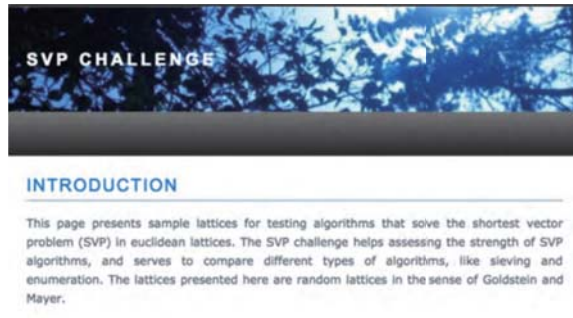 SVP CHALLENGE
INTRODUCTION
This page presents sample lattices for testing algorithms that solve the shortest vector
problem (SVP) in euclidean lattices. The SVP challenge helps assessing the strength of SVP
algorithms, and serves to compare different types of algorithms, like sieving and
enumeration. The lattices presented here are random lattices in the sense of Goldstein and
Mayer.